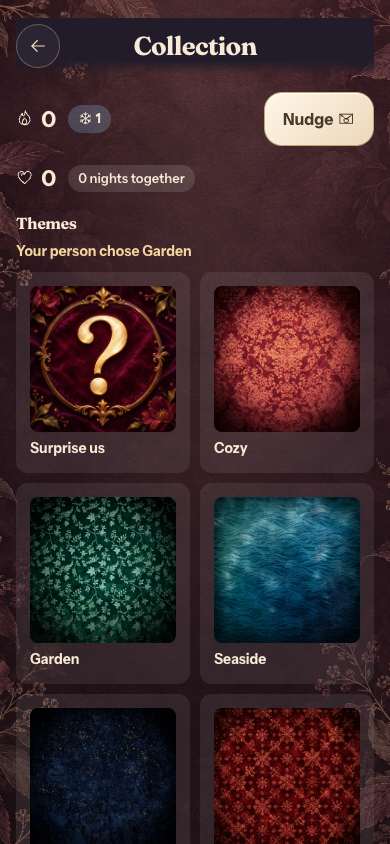 Collection
0
1
Nudge
0
0 nights together
Themes
Your person chose Garden
?
Surprise us
Cozy
Garden
Seaside